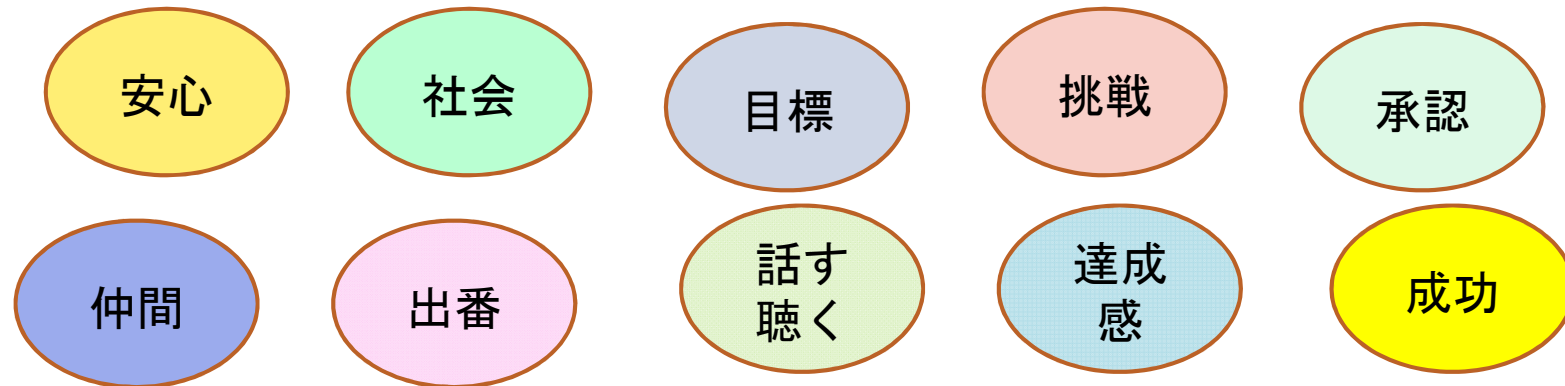 安心
社会
目標
挑戦
承認
仲間
出番
話す
聴く
達成
感
成功